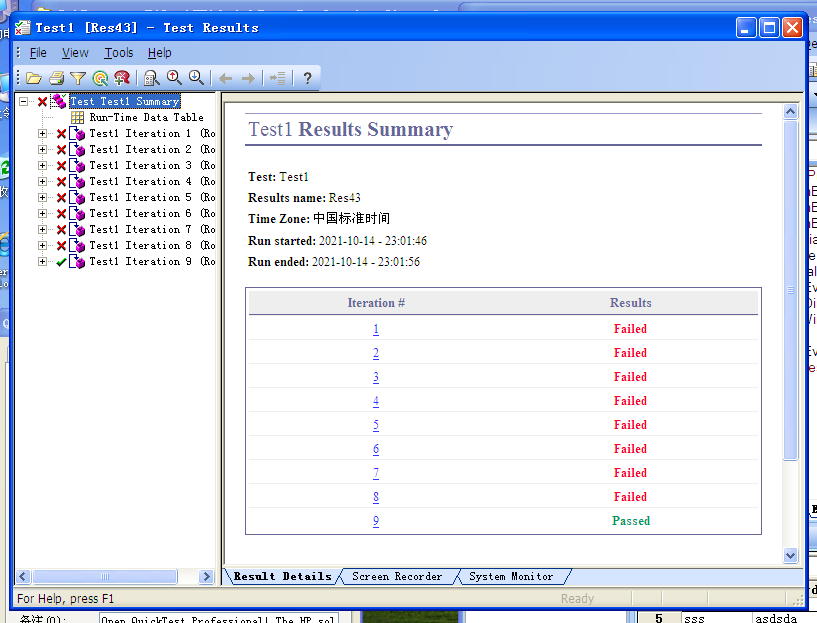 Test1 [Res43] - Test Results
File View Tools Help
Test Test1 Summary
Run-Time Data Table
Test1 Iteration 1 (Ro
Test1 Iteration 2 (Ro
Test1 Iteration 3 (Ro
Test1 Iteration 4 (Ro
Test1 Iteration 5 (Ro
Test1 Iteration 6 (Ro
Test1 Iteration 7 (Ro
Test1 Iteration 8 (Ro
Test1 Iteration 9 (Ro
Test1 Results Summary
Test: Test1
Results name: Res43
Time Zone: 中国标准时间
Run started: 2021-10-14 - 23:01:46
Run ended: 2021-10-14 - 23:01:56
Iteration # Results
1 Failed
2 Failed
3 Failed
4 Failed
5 Failed
6 Failed
7 Failed
8 Failed
9 Passed
Result Details Screen Recorder System Monitor
For Help, press F1 Ready
备注(O): Open QuickTest Professional! The HP sol
5 sss asdsda